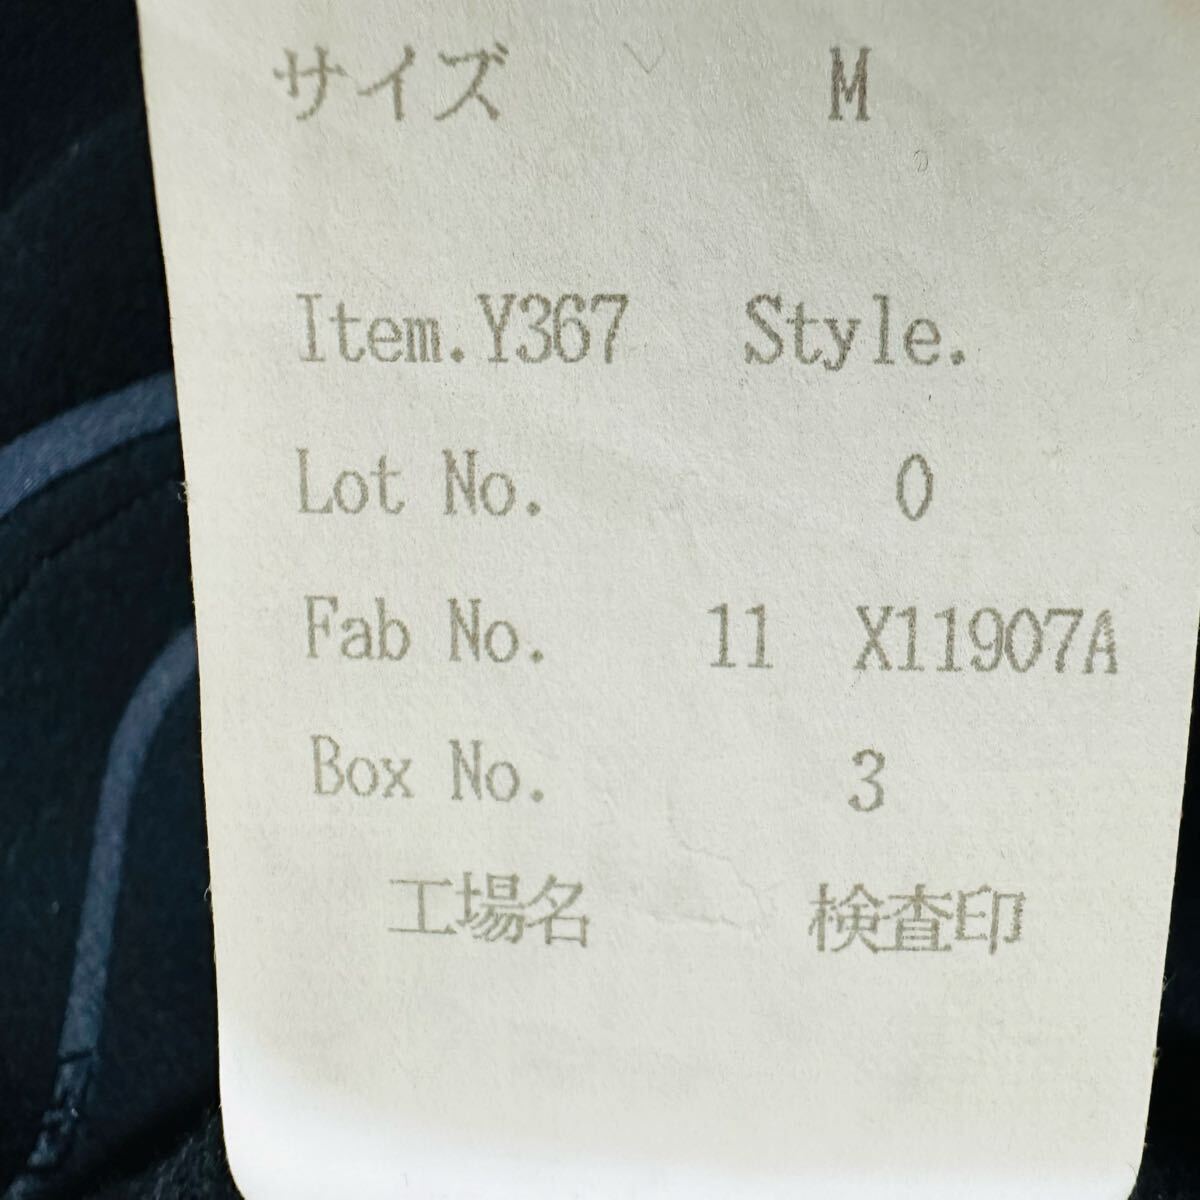 サイズ M
Item.Y367 Style.
Lot No. 0
Fab No. 11 X11907A
Box No. 3
工場名 検査印